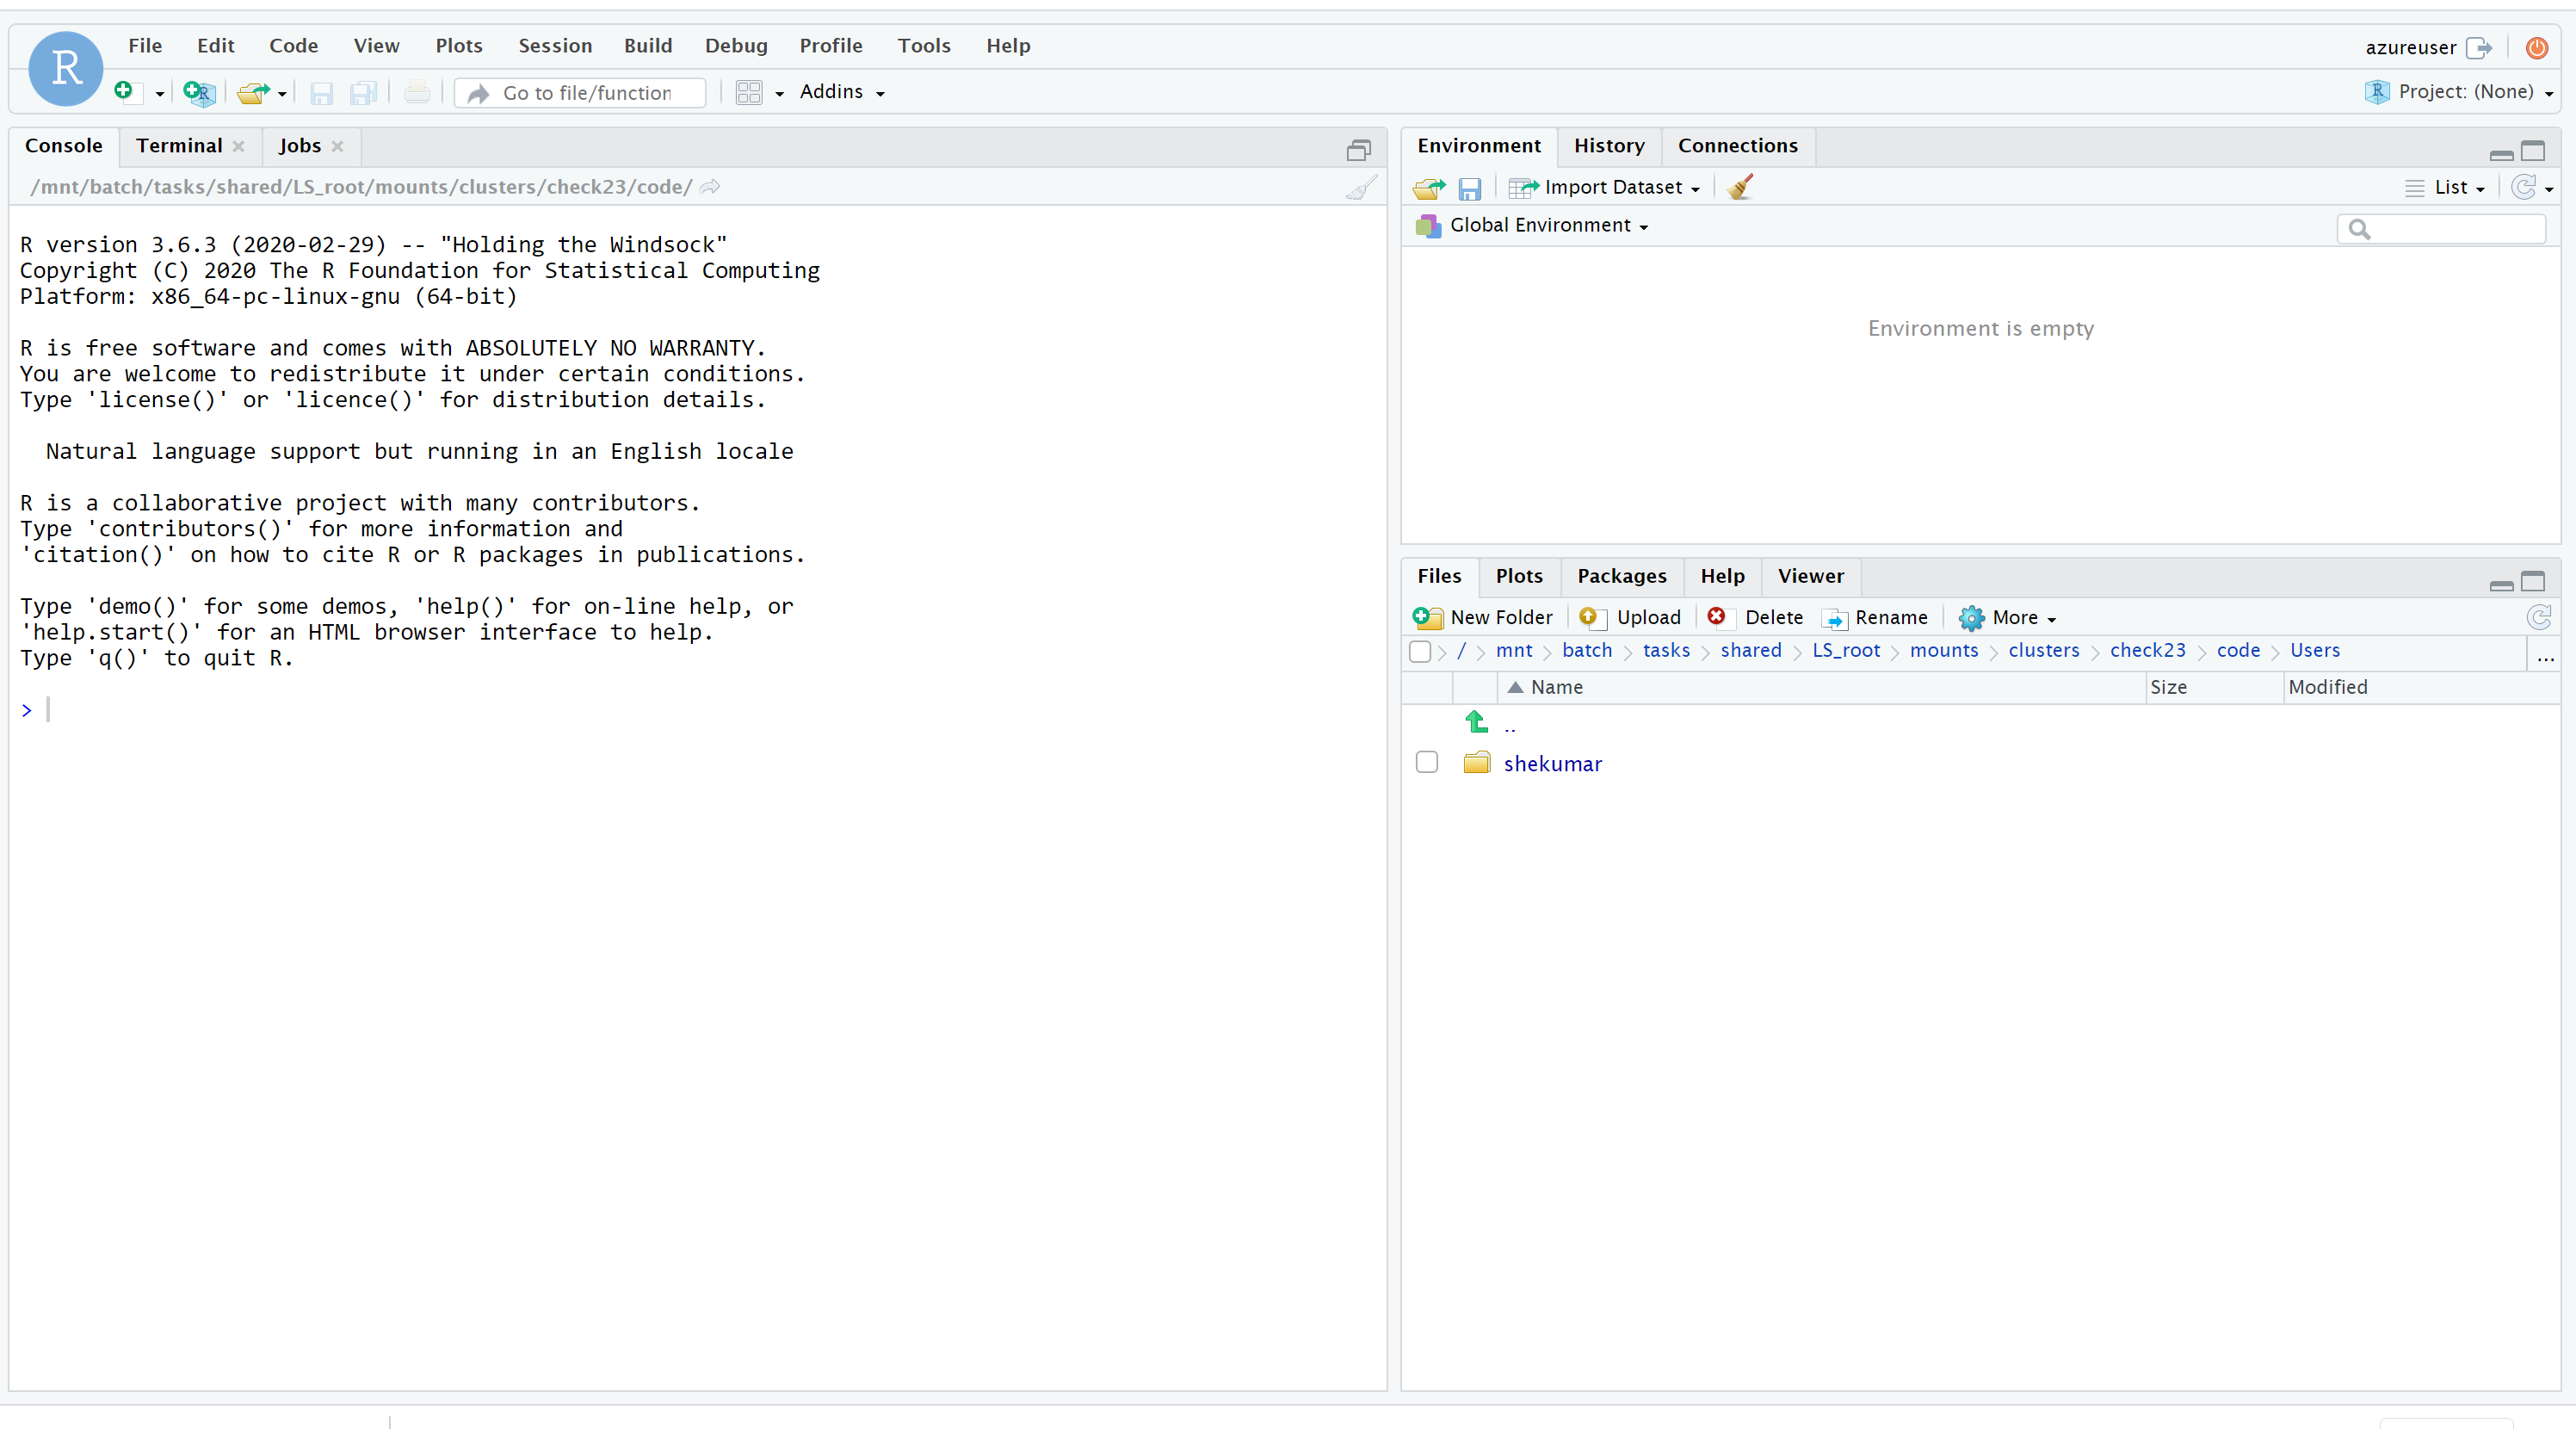 R
File Edit Code View Plots Session Build Debug Profile Tools Help
azureuser
Go to file/function
Addins
R Project: (None)
Console Terminal Jobs
/mnt/batch/tasks/shared/LS_root/mounts/clusters/check23/code/
R version 3.6.3 (2020-02-29) -- "Holding the Windsock"
Copyright (C) 2020 The R Foundation for Statistical Computing
Platform: x86_64-pc-linux-gnu (64-bit)
R is free software and comes with ABSOLUTELY NO WARRANTY.
You are welcome to redistribute it under certain conditions.
Type 'license()' or 'licence()' for distribution details.
Natural language support but running in an English locale
R is a collaborative project with many contributors.
Type 'contributors()' for more information and
'citation()' on how to cite R or R packages in publications.
Type 'demo()' for some demos, 'help()' for on-line help, or
'help.start()' for an HTML browser interface to help.
Type 'q()' to quit R.
>
Environment History Connections
Import Dataset
List
Global Environment
Environment is empty
Files Plots Packages Help Viewer
New Folder Upload Delete Rename More
/ mnt batch tasks shared LS_root mounts clusters check23 code Users ...
Name Size Modified
..
shekumar